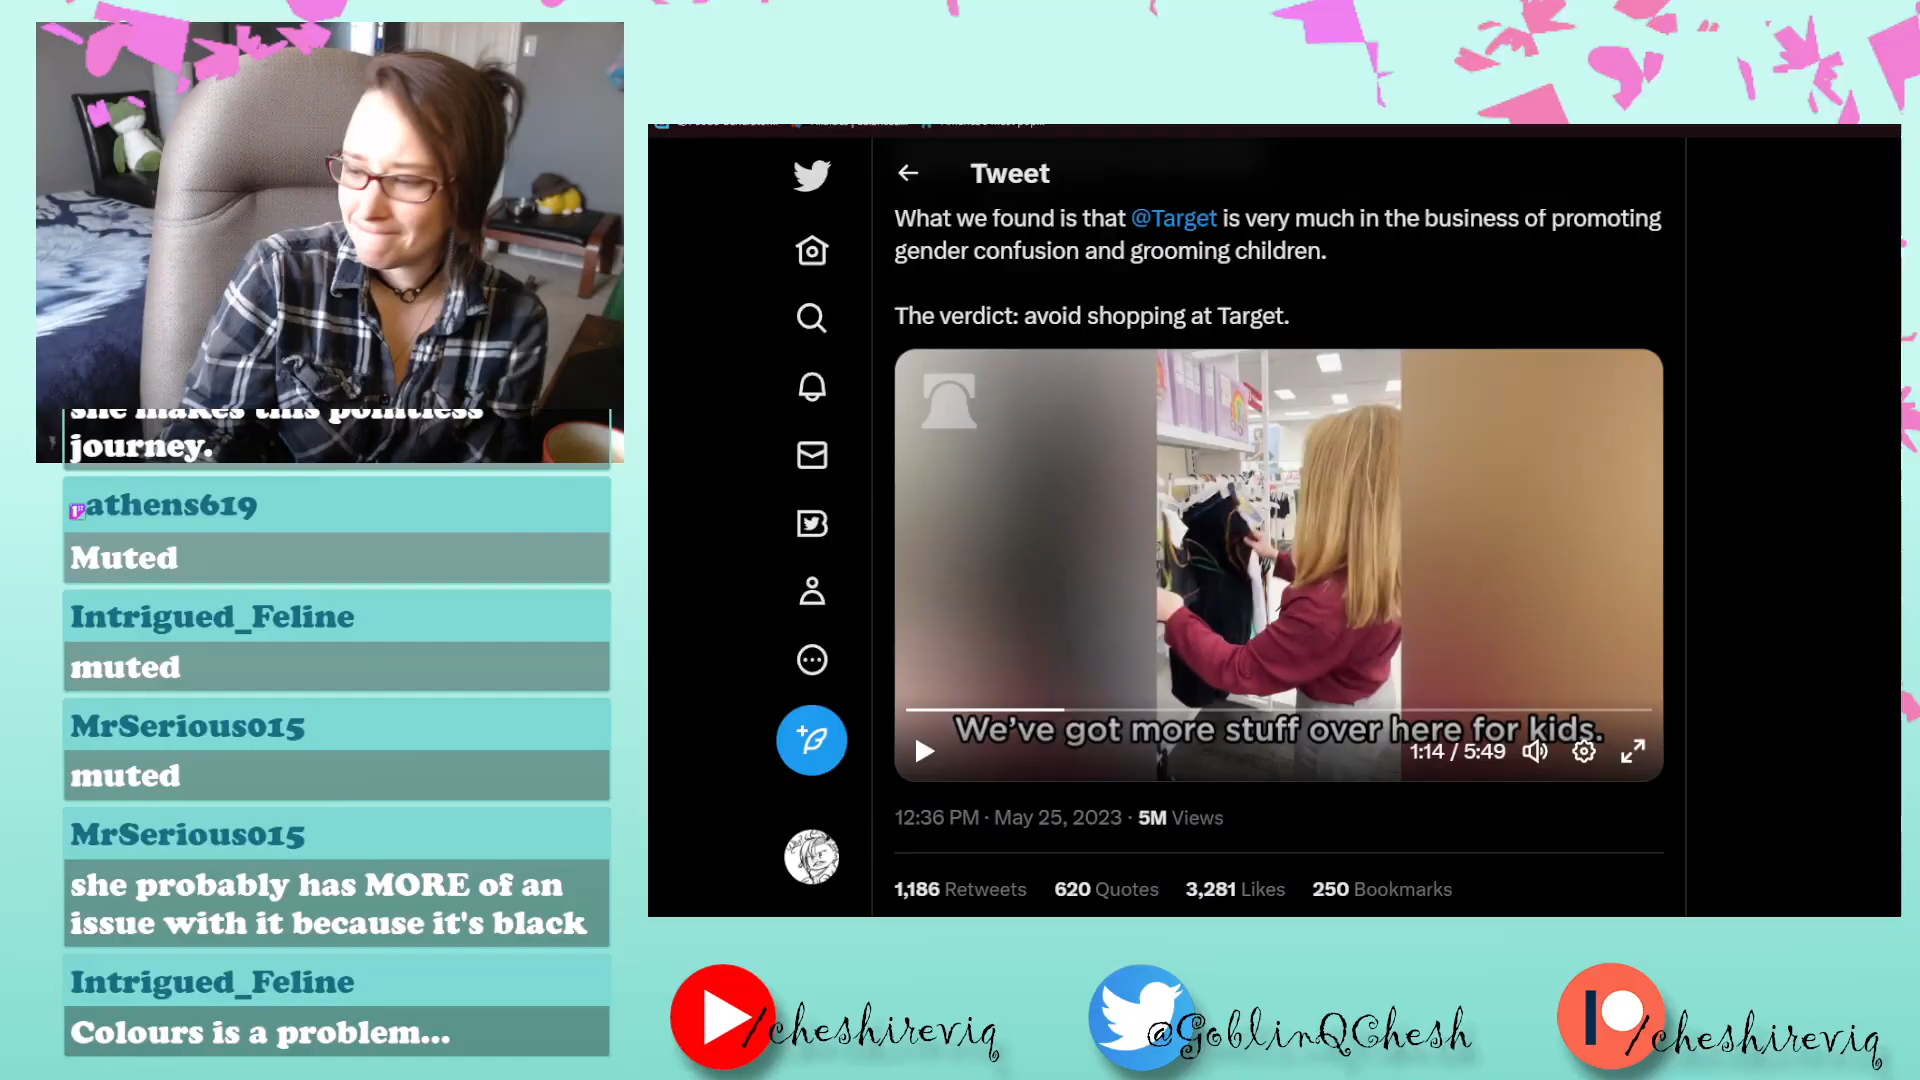 she makes this pointless
journey.
athens619
Muted
Intrigued_Feline
muted
MrSerious015
muted
MrSerious015
she probably has MORE of an
issue with it because it's black
Intrigued_Feline
Colours is a problem...
Tweet
What we found is that @Target is very much in the business of promoting
gender confusion and grooming children.
The verdict: avoid shopping at Target.
We've got more stuff over here for kids.
1:14 / 5:49
12:36 PM · May 25, 2023 · 5M Views
1,186 Retweets 620 Quotes 3,281 Likes 250 Bookmarks
/cheshireviq
@GoblinQChesh
/cheshireviq